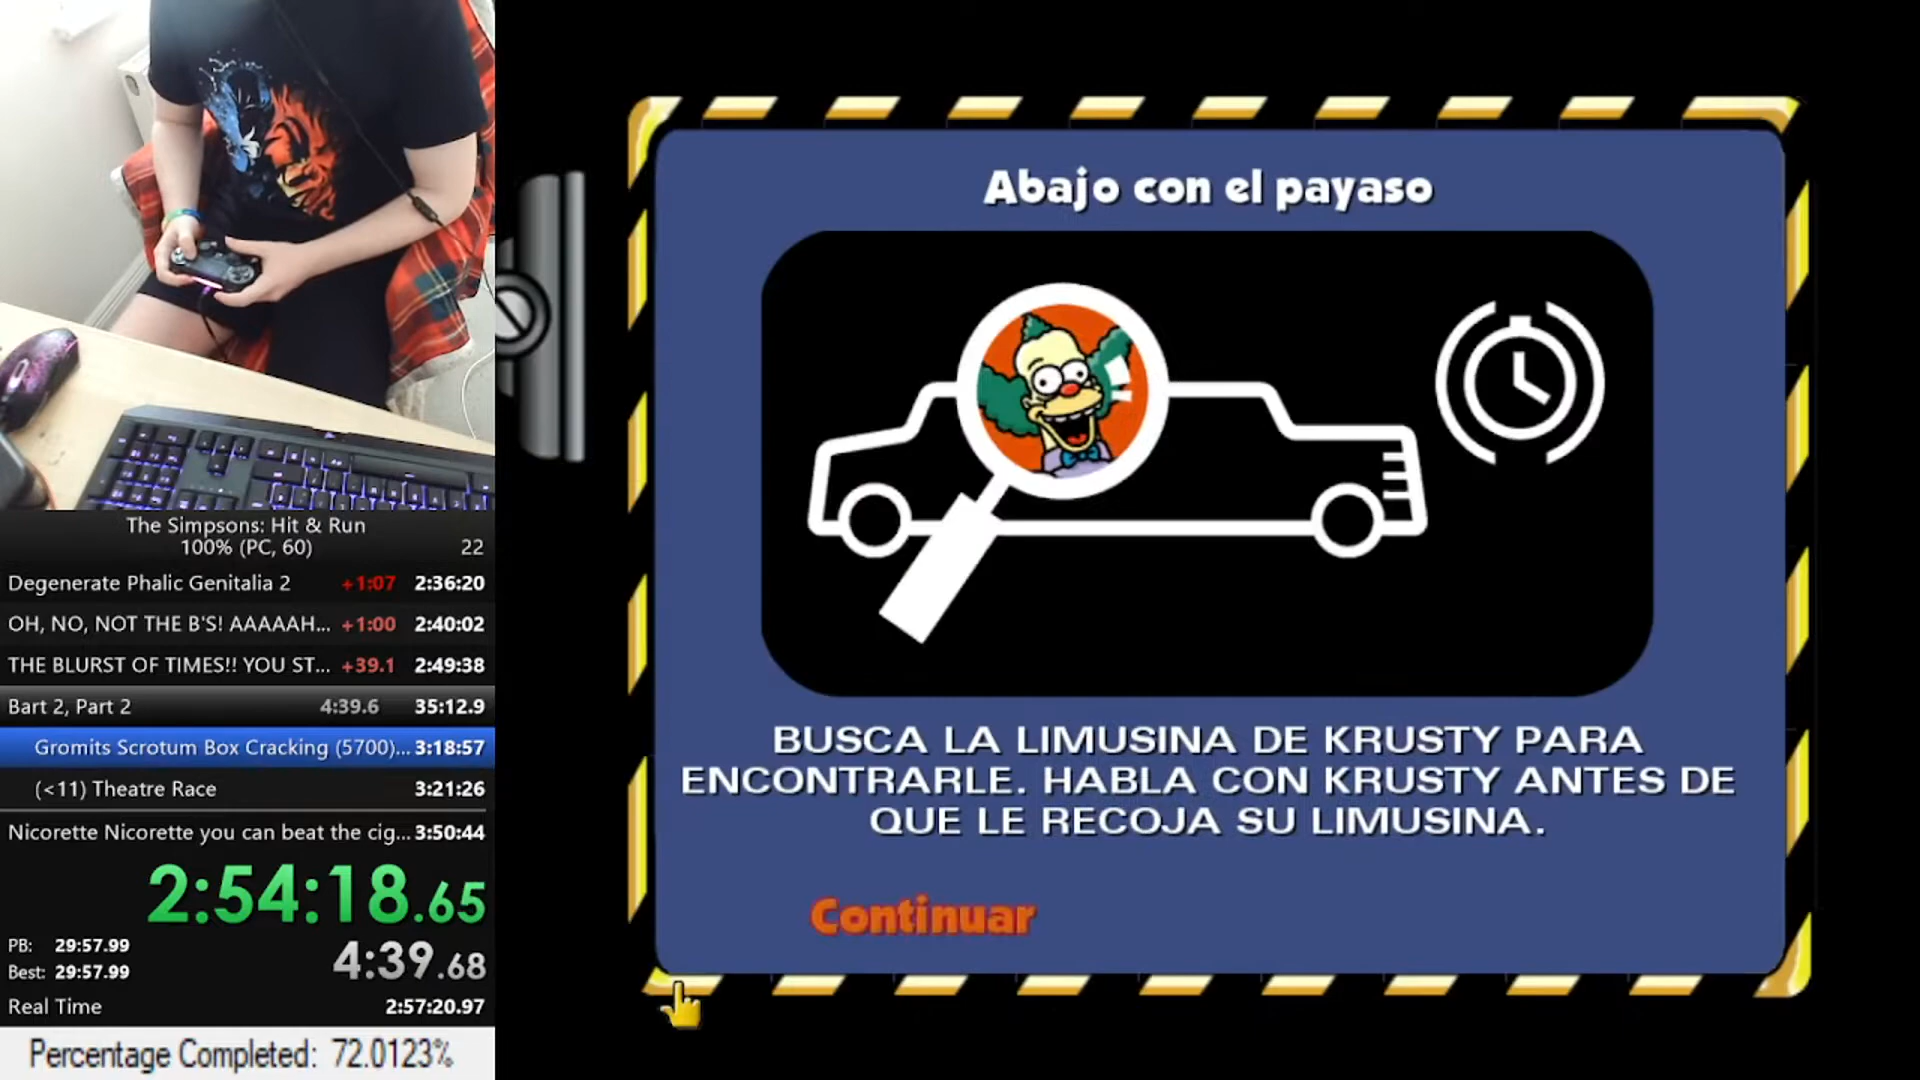 The Simpsons: Hit & Run
100% (PC, 60) 22
Degenerate Phalic Genitalia 2 +1:07 2:36:20
OH, NO, NOT THE B'S! AAAAAH... +1:00 2:40:02
THE BLURST OF TIMES!! YOU ST... +39.1 2:49:38
Bart 2, Part 2 4:39.6 35:12.9
Gromits Scrotum Box Cracking (5700)... 3:18:57
(<11) Theatre Race 3:21:26
Nicorette Nicorette you can beat the cig... 3:50:44
2:54:18.65
PB: 29:57.99
4:39.68
Best: 29:57.99
Real Time 2:57:20.97
Percentage Completed: 72.0123%
Abajo con el payaso
BUSCA LA LIMUSINA DE KRUSTY PARA
ENCONTRARLE. HABLA CON KRUSTY ANTES DE
QUE LE RECOJA SU LIMUSINA.
Continuar